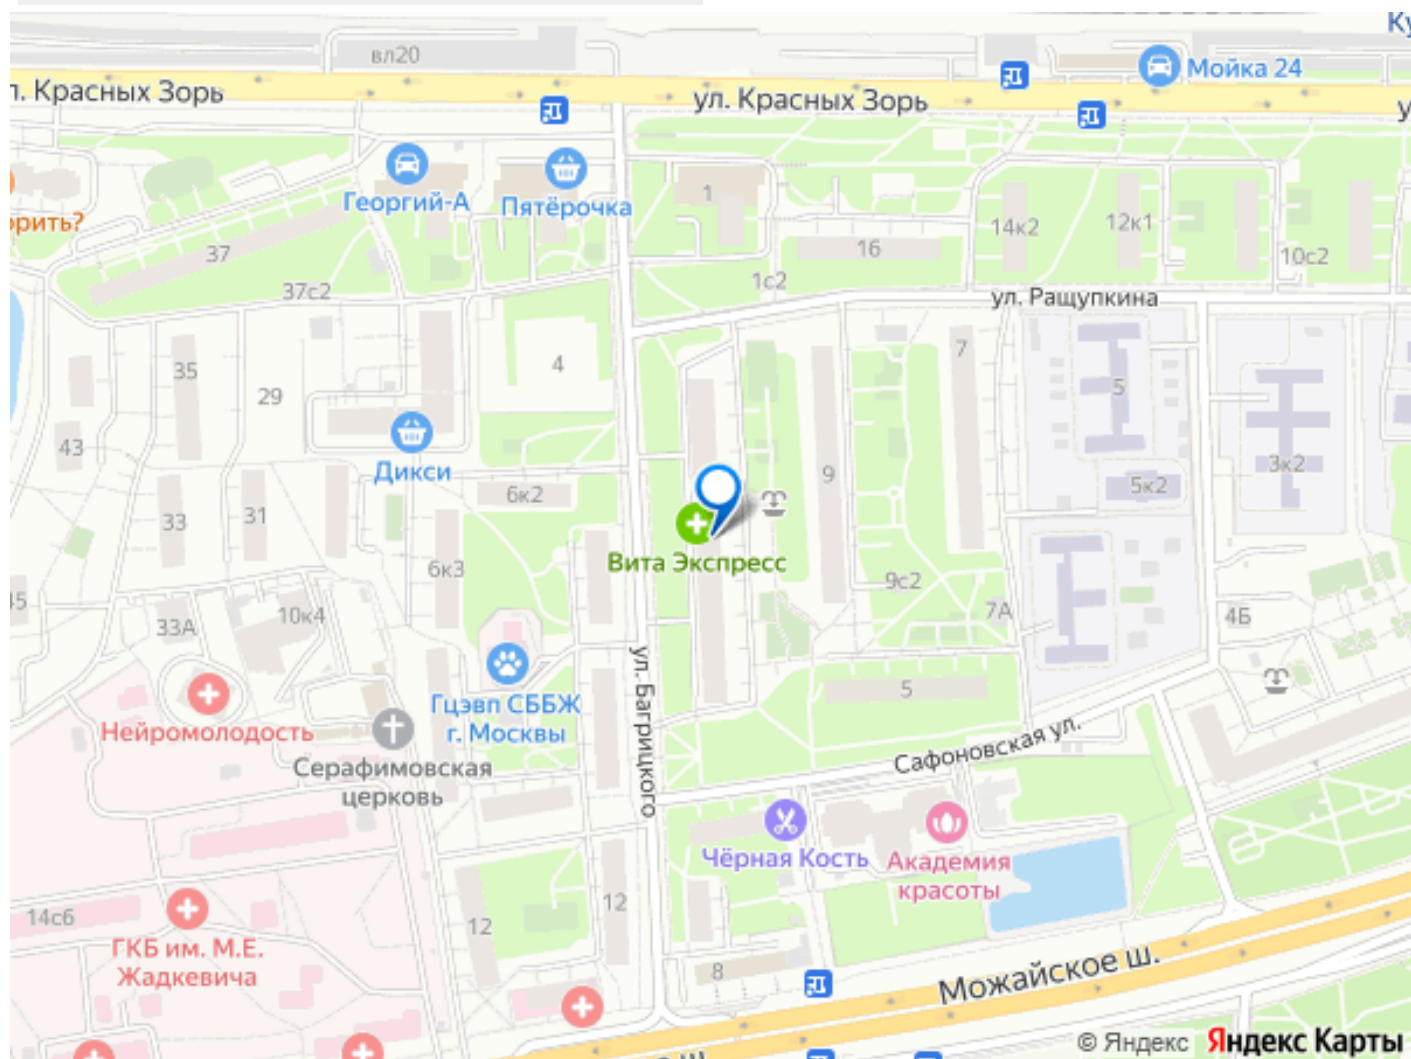 Ку
вл20
Мойка 24
л. Красных Зорь
ул. Красных Зорь
у
Георгий-А
Пятёрочка
1
14к2
12к1
орить?
37
16
10с2
37с2
1с2
ул. Ращупкина
4
7
35
29
5
43
Дикси
9
3к2
6к2
5к2
33
31
Вита Экспресс
6к3
9с2
45
10к4
7А
4Б
33А
ул. Багрицкого
5
Гцэвп СББЖ
г. Москвы
Нейромолодость
Сафоновская ул.
Серафимовская
церковь
Чёрная Кость
Академия
красоты
14с6
12
12
ГКБ им. М.Е.
Жадкевича
8
Можайское ш.
е ш.
© Яндекс Яндекс Карты